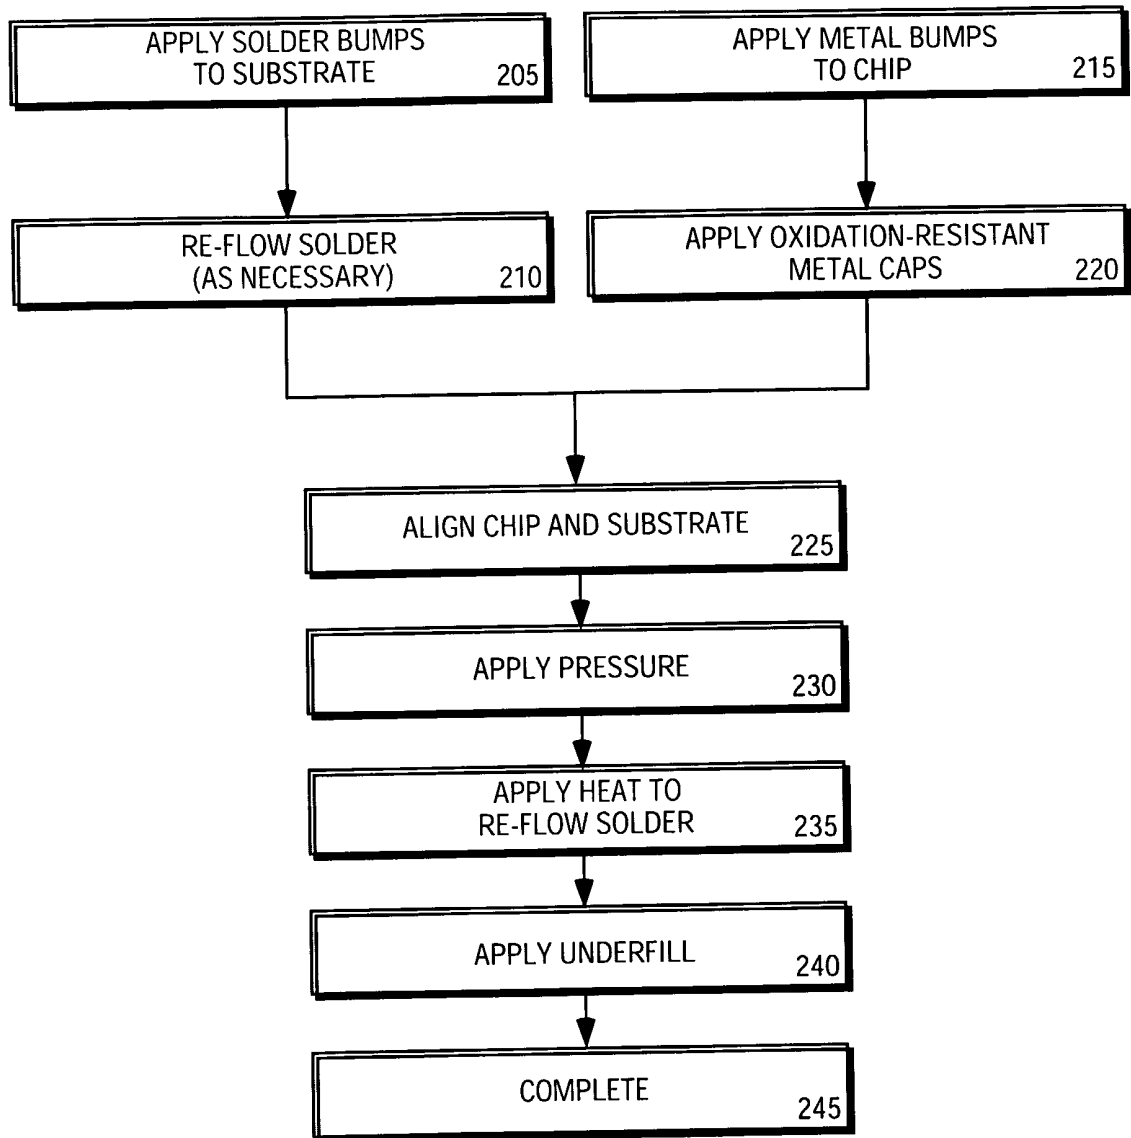 APPLY SOLDER BUMPS
TO SUBSTRATE
205
APPLY METAL BUMPS
TO CHIP
215
RE-FLOW SOLDER
(AS NECESSARY)
210
APPLY OXIDATION-RESISTANT
METAL CAPS
220
ALIGN CHIP AND SUBSTRATE
225
APPLY PRESSURE
230
APPLY HEAT TO
RE-FLOW SOLDER
235
APPLY UNDERFILL
240
COMPLETE
245